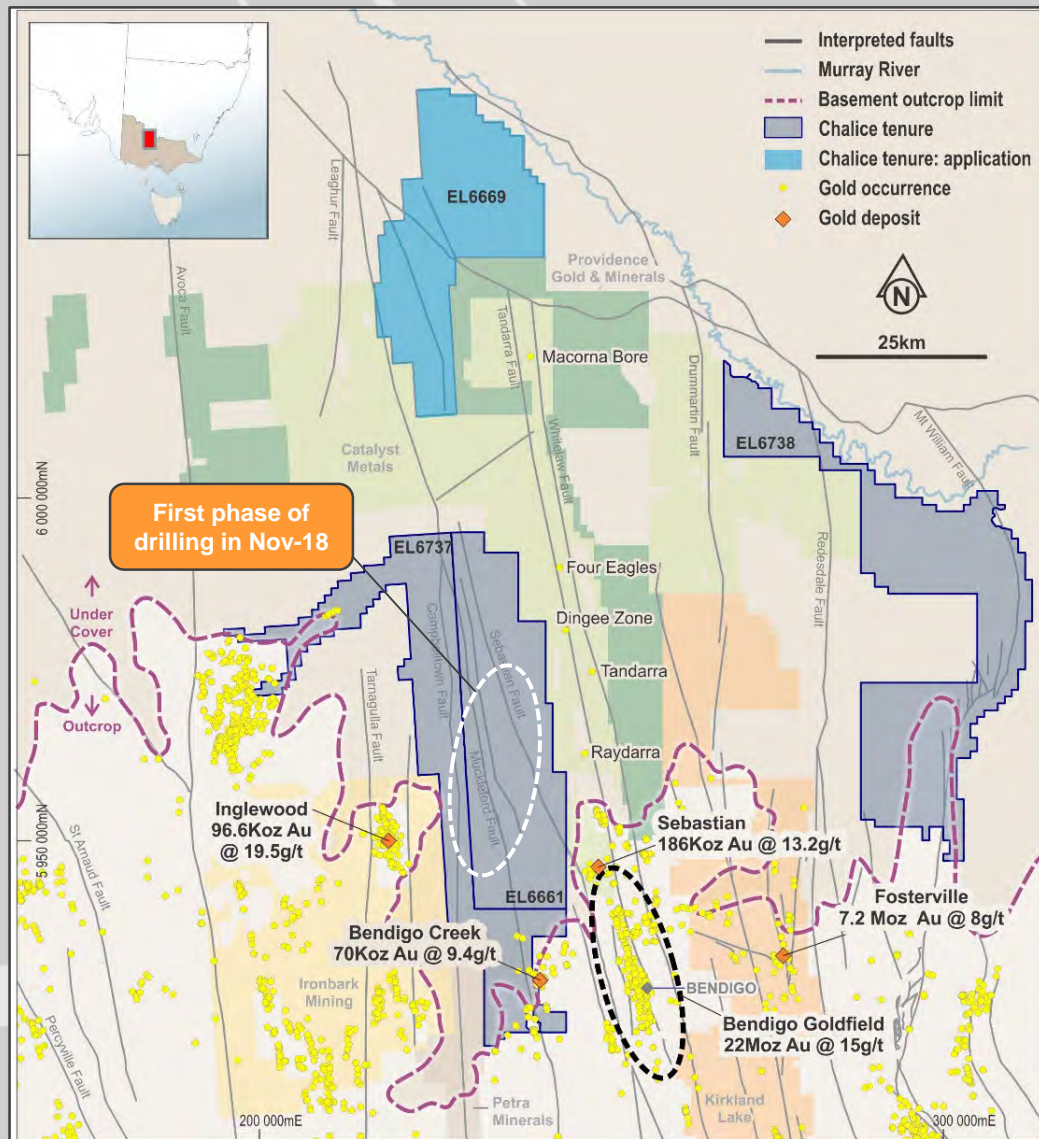 Interpreted faults
Murray River
Basement outcrop limit
Chalice tenure
Chalice tenure: application
Gold occurrence
Gold deposit
N
25km
Leaghur Fault
EL6669
Avoca Fault
Providence
Gold & Minerals
Tandarra Fault
Macorna Bore
Drummartin Fault
Whitelaw Fault
EL6738
Mt William Fault
Catalyst
Metals
6 000 000mN
First phase of
drilling in Nov-18
EL6737
Four Eagles
Redesdale Fault
Under
Cover
Dingee Zone
Campbelltown Fault
Sebastian Fault
Tandarra
Outcrop
Tarnagulla Fault
Raydarra
Muckleford Fault
Inglewood
96.6Koz Au
@ 19.5g/t
Sebastian
186Koz Au @ 13.2g/t
5 950 000mN
St Arnaud Fault
EL6661
Fosterville
7.2 Moz Au @ 8g/t
Bendigo Creek
70Koz Au @ 9.4g/t
Ironbark
Mining
BENDIGO
Bendigo Goldfield
22Moz Au @ 15g/t
Percyville Fault
Petra
Minerals
Kirkland
Lake
200 000mE
300 000mE